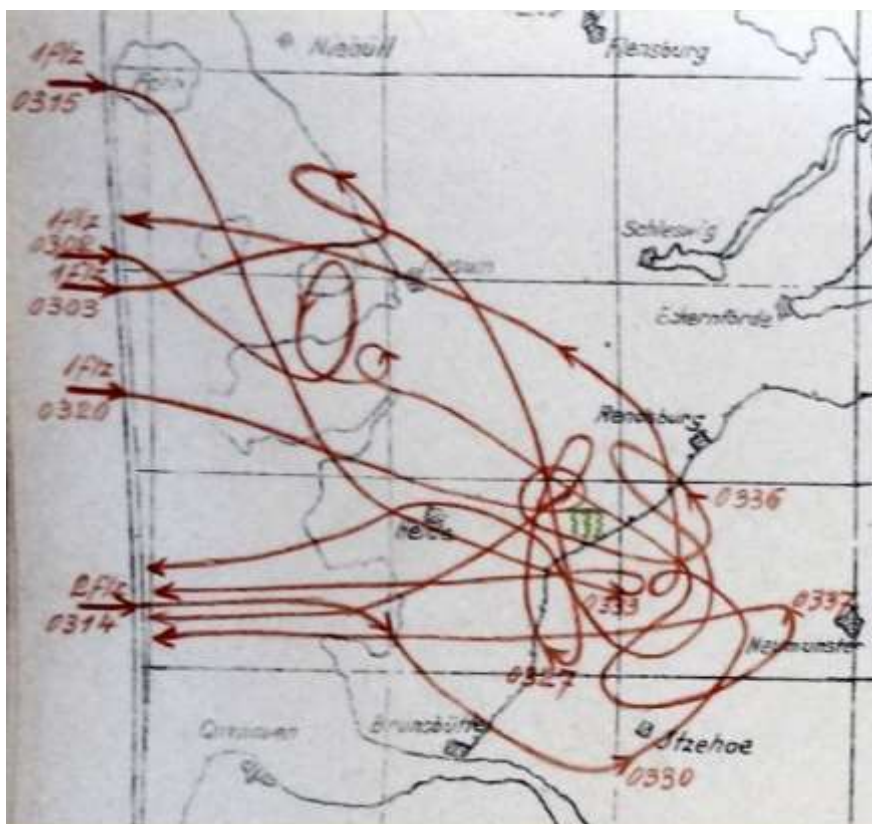 Flensburg
Niebüll
1 Flz
0315
Föhr
1 Flz
0308
1 Flz
0303
Schleswig
Eckernförde
1 Flz
0320
Rendsburg
0336
Heide
2 Flz
0314
0333
0337
Neumünster
0327
Brunsbüttel
Itzehoe
0330